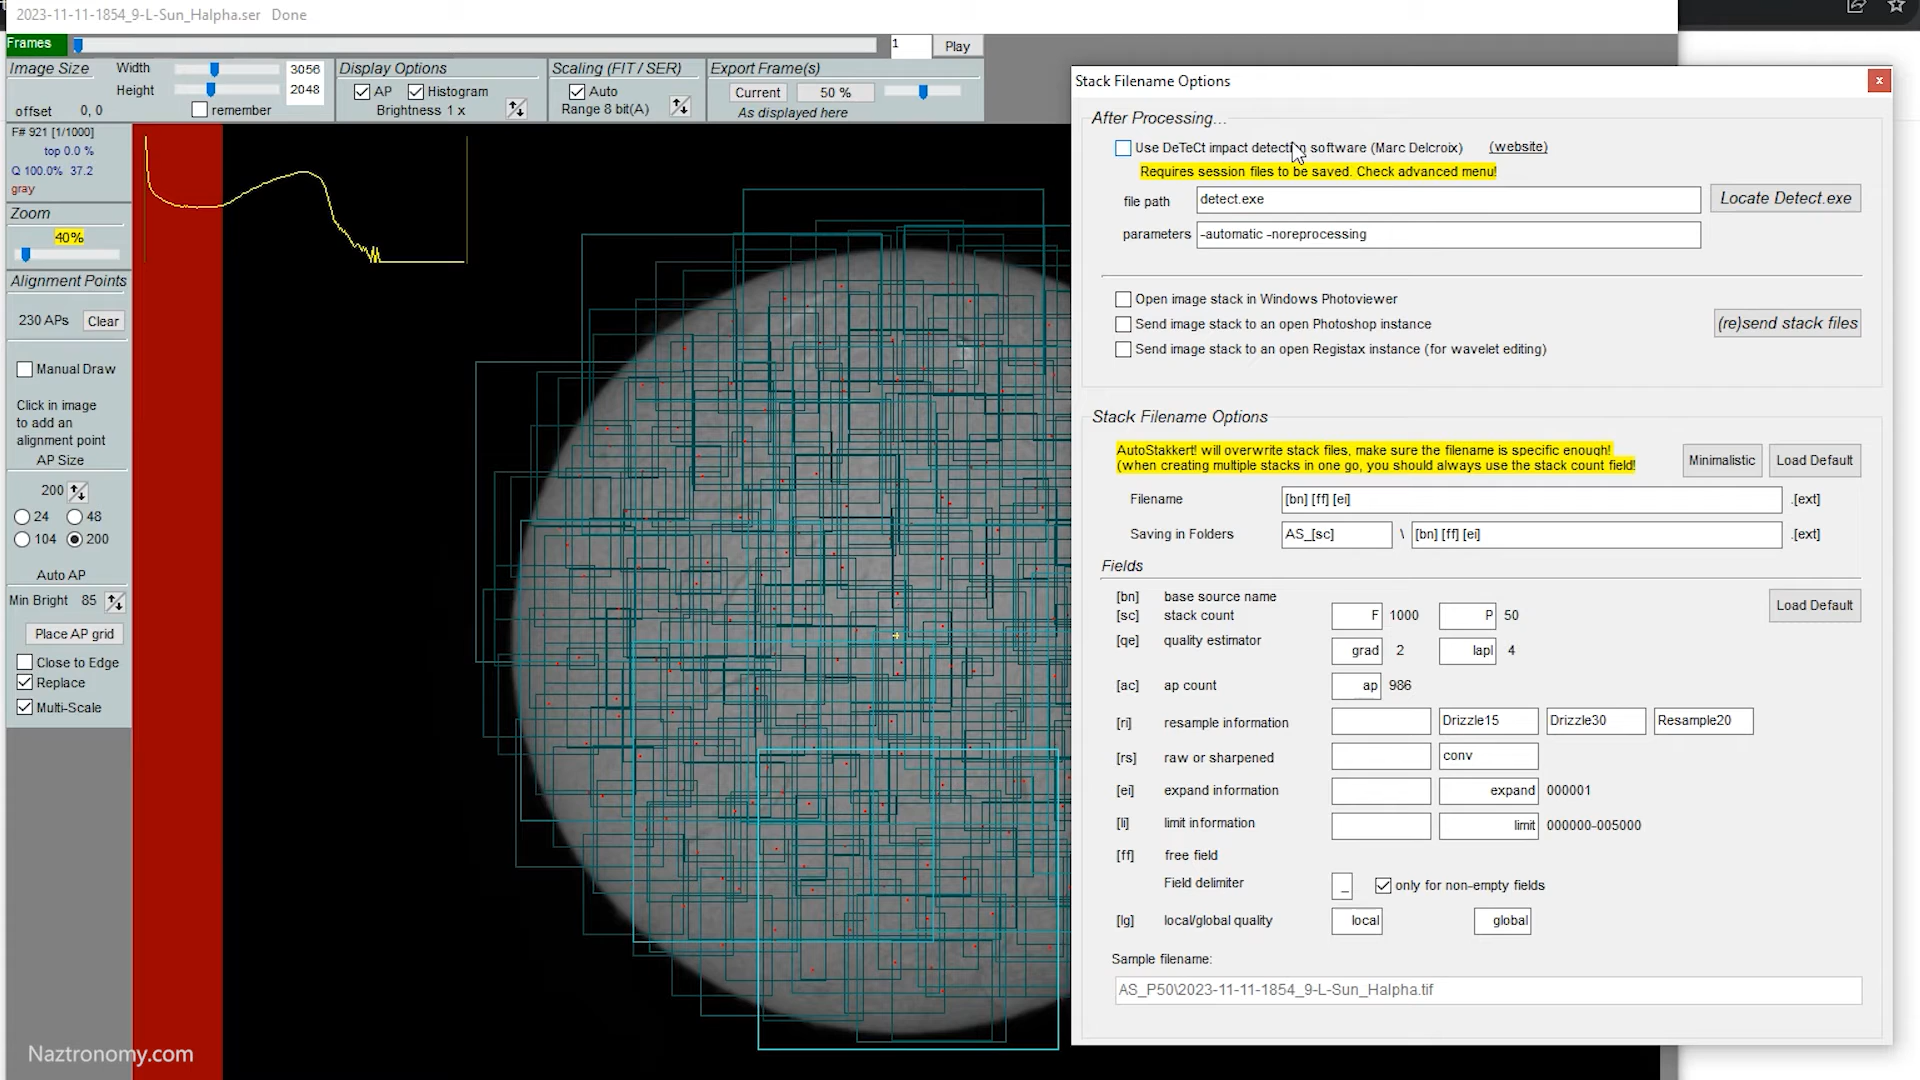 2023-11-11-1854_9-L-Sun_Halpha.ser Done
Frames
1
Play
Image Size
Width
3056
Height
2048
offset 0, 0
remember
Display Options
AP
Histogram
Brightness 1 x
Scaling (FIT / SER)
Auto
Range 8 bit(A)
Export Frame(s)
Current
50 %
As displayed here
F# 921 [1/1000]
top 0.0 %
Q 100.0% 37.2
gray
Zoom
40%
Alignment Points
230 APs
Clear
Manual Draw
Click in image
to add an
alignment point
AP Size
200
24
48
104
200
Auto AP
Min Bright 85
Place AP grid
Close to Edge
Replace
Multi-Scale
Naztronomy.com
Stack Filename Options
x
After Processing...
Use DeTeCt impact detection software (Marc Delcroix)
(website)
Requires session files to be saved. Check advanced menu!
file path
detect.exe
Locate Detect.exe
parameters
-automatic -noreprocessing
Open image stack in Windows Photoviewer
Send image stack to an open Photoshop instance
(re)send stack files
Send image stack to an open Registax instance (for wavelet editing)
Stack Filename Options
AutoStakkert! will overwrite stack files, make sure the filename is specific enough!
(when creating multiple stacks in one go, you should always use the stack count field!
Minimalistic
Load Default
Filename
[bn] [ff] [ei]
.[ext]
Saving in Folders
AS_[sc]
\
[bn] [ff] [ei]
.[ext]
Fields
[bn] base source name
[sc] stack count F 1000 P 50
Load Default
[qe] quality estimator grad 2 lapl 4
[ac] ap count ap 986
[ri] resample information Drizzle15 Drizzle30 Resample20
[rs] raw or sharpened conv
[ei] expand information expand 000001
[li] limit information limit 000000-005000
[ff] free field
Field delimiter _ only for non-empty fields
[lg] local/global quality local global
Sample filename:
AS_P50\2023-11-11-1854_9-L-Sun_Halpha.tif